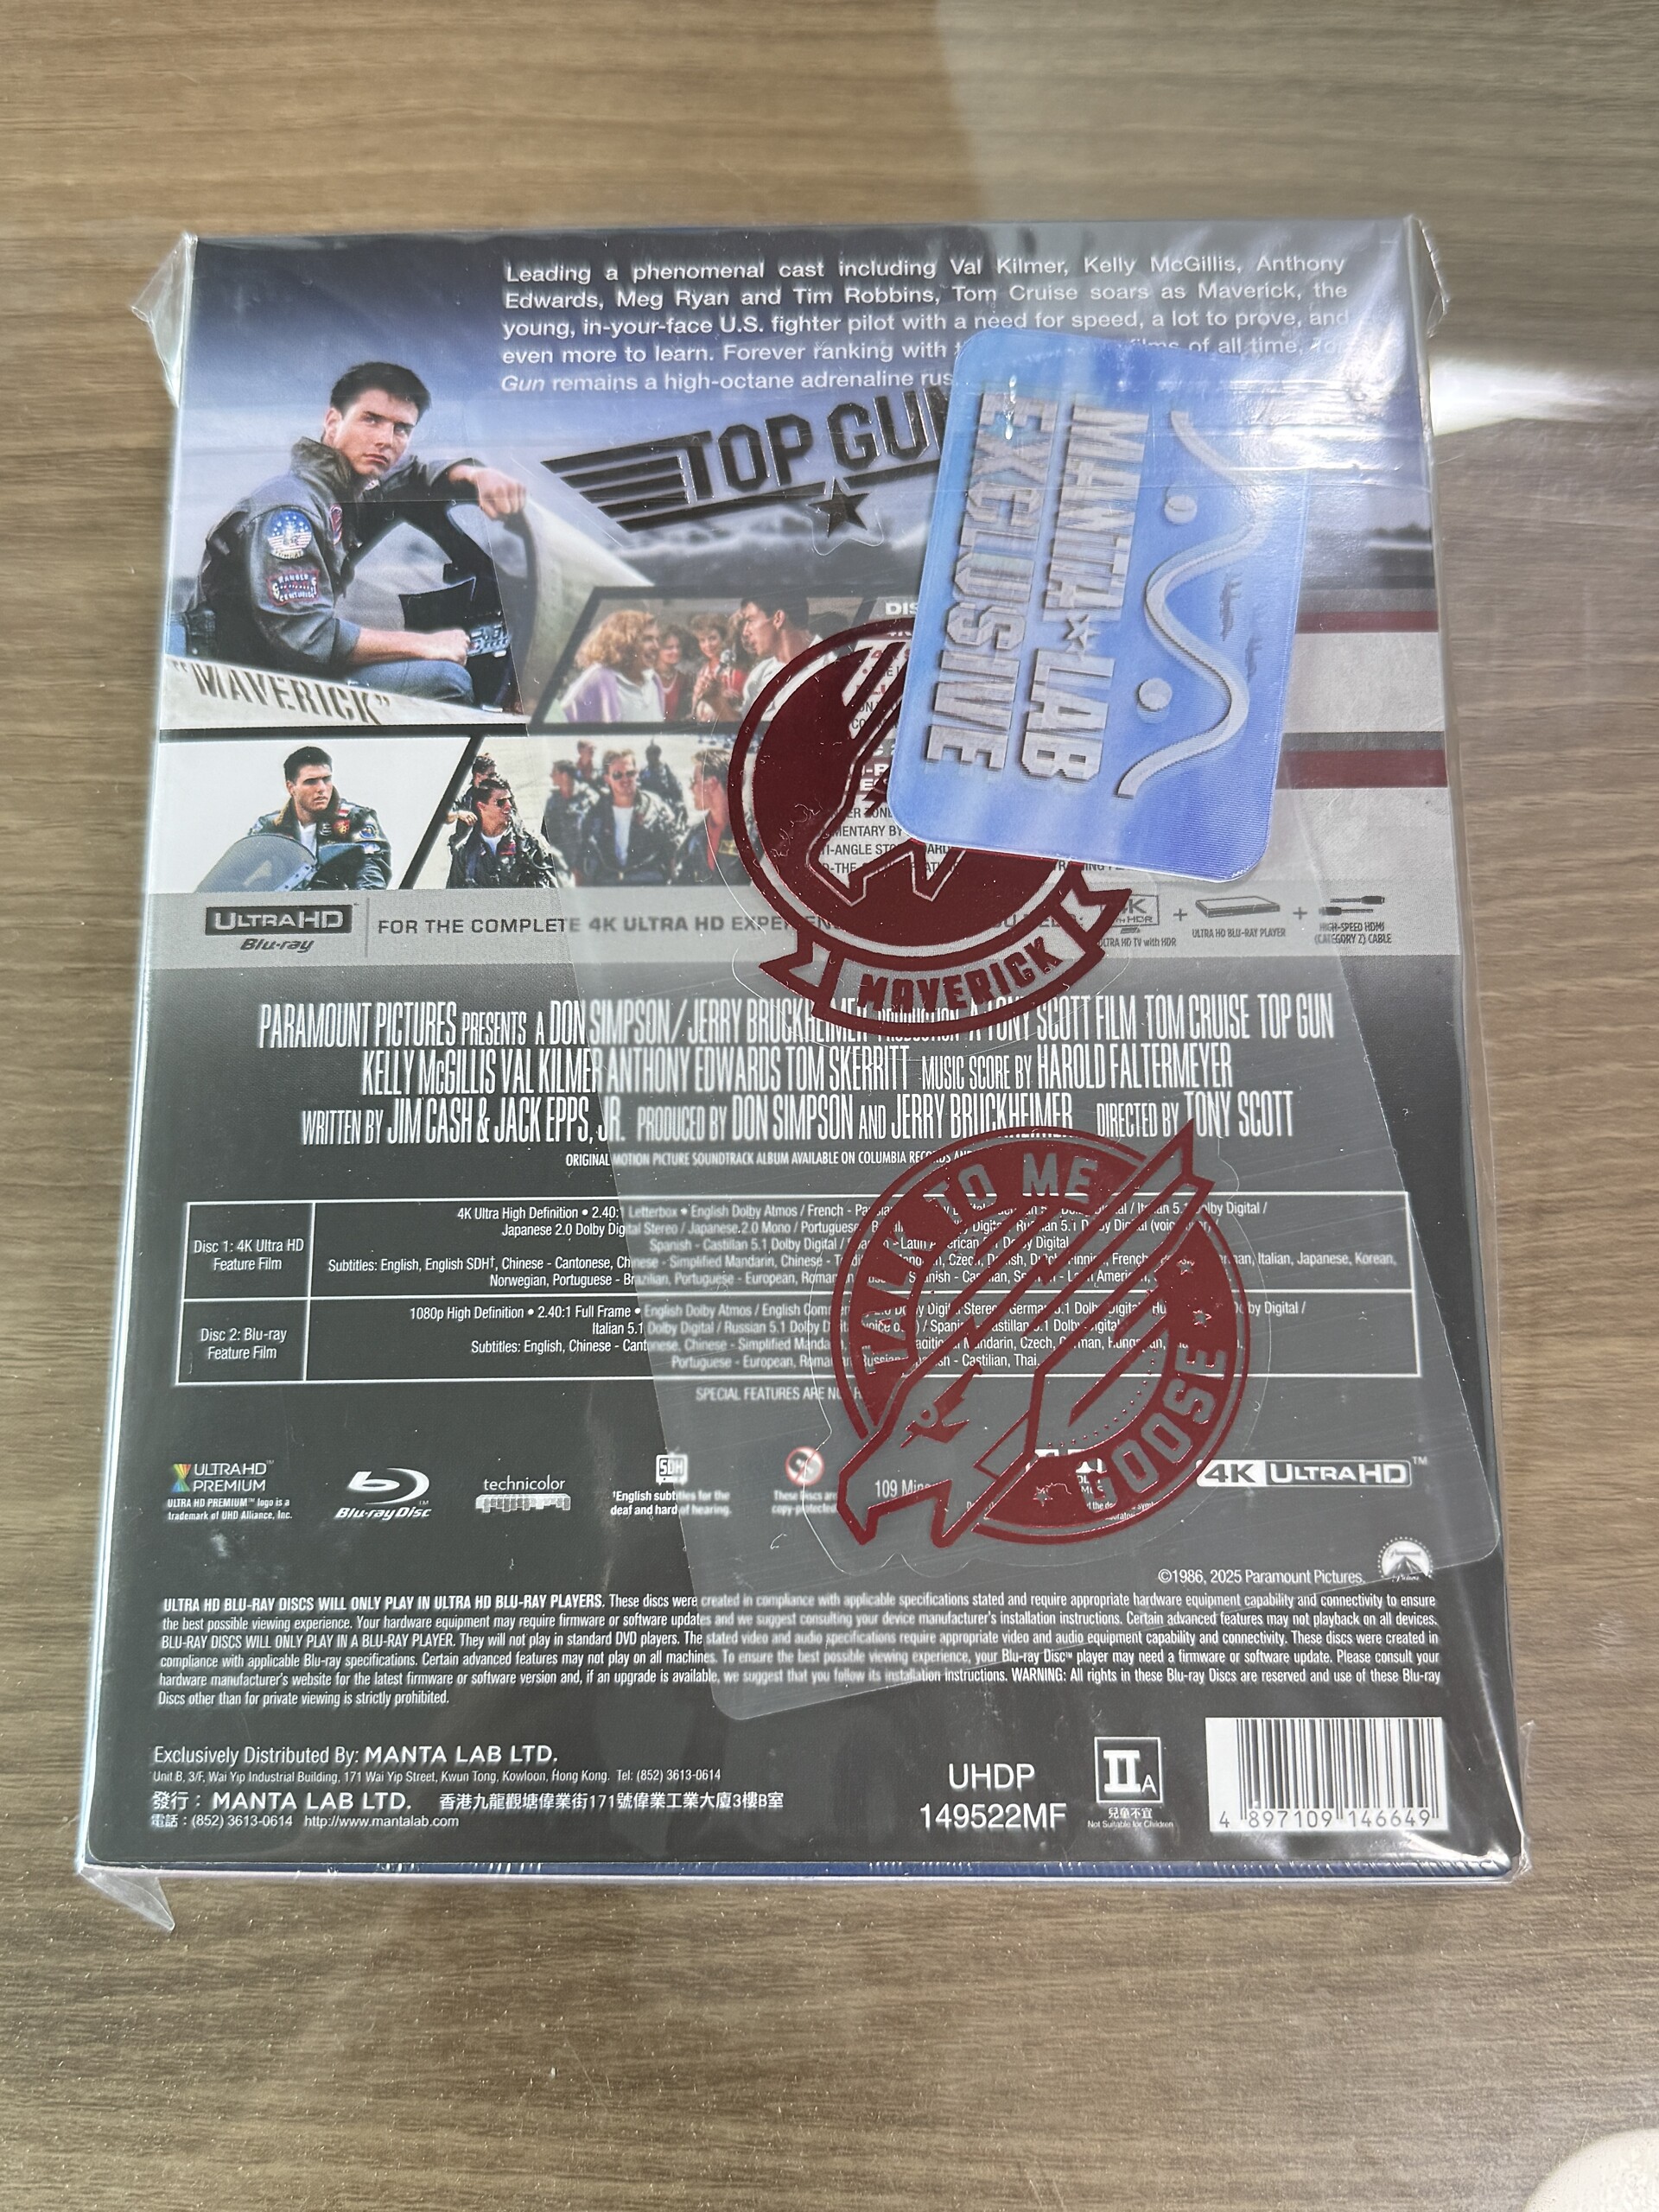 Leading a phenomenal cast including Val Kilmer, Kelly McGillis, Anthony
Edwards, Meg Ryan and Tim Robbins, Tom Cruise soars as Maverick, the
young, in-your-face U.S. fighter pilot with a need for speed, a lot to prove, and
even more to learn. Forever ranking with films of all time, Top
Gun remains a high-octane adrenaline
TOP GUN
MANTA LAB
EXCLUSIVE
"MAVERICK"
MAVERICK
ULTRA HD
Blu-ray
FOR THE COMPLETE 4K ULTRA HD
ULTRA HD TV with HDR
+
ULTRA HD BLU-RAY PLAYER
+
HIGH-SPEED HDMI
(CATEGORY 2) CABLE
PARAMOUNT PICTURES PRESENTS A DON SIMPSON/JERRY BRUCKHEIMER PRODUCTION A TONY SCOTT FILM TOM CRUISE TOP GUN
KELLY McGILLIS VAL KILMER ANTHONY EDWARDS TOM SKERRITT MUSIC SCORE BY HAROLD FALTERMEYER
WRITTEN BY JIM CASH & JACK EPPS, JR. PRODUCED BY DON SIMPSON AND JERRY BRUCKHEIMER DIRECTED BY TONY SCOTT
ORIGINAL MOTION PICTURE SOUNDTRACK ALBUM AVAILABLE ON COLUMBIA
TALK TO ME
GOOSE
Disc 1: 4K Ultra HD
Feature Film
4K Ultra High Definition • 2.40:1 Letterbox • English Dolby Atmos / French
Japanese 2.0 Dolby Digital Stereo / Japanese 2.0 Mono / Portuguese
Spanish - Castilian 5.1 Dolby Digital
Subtitles: English, English SDH†, Chinese - Cantonese, Chinese - Simplified Mandarin, Chinese Italian, Japanese, Korean,
Norwegian, Portuguese - Brazilian, Portuguese - European,
Disc 2: Blu-ray
Feature Film
1080p High Definition • 2.40:1 Full Frame • English Dolby Atmos / English
Italian 5.1 Dolby Digital / Russian 5.1 Dolby
Subtitles: English, Chinese - Cantonese, Chinese - Simplified Mandarin, Czech,
Portuguese - European, - Castilian, Thai
SPECIAL FEATURES ARE
ULTRA HD™
PREMIUM
ULTRA HD PREMIUM™ logo is a
trademark of UHD Alliance, Inc.
Blu-ray Disc™
technicolor
SDH
†English subtitles for the
deaf and hard of hearing.
These discs are
copy-protected
109
4K ULTRA HD™
©1986, 2025 Paramount Pictures.
ULTRA HD BLU-RAY DISCS WILL ONLY PLAY IN ULTRA HD BLU-RAY PLAYERS. These discs were created in compliance with applicable specifications stated and require appropriate hardware equipment capability and connectivity to ensure
the best possible viewing experience. Your hardware equipment may require firmware or software updates and we suggest consulting your device manufacturer's installation instructions. Certain advanced features may not playback on all devices.
BLU-RAY DISCS WILL ONLY PLAY IN A BLU-RAY PLAYER. They will not play in standard DVD players. The stated video and audio specifications require appropriate video and audio equipment capability and connectivity. These discs were created in
compliance with applicable Blu-ray specifications. Certain advanced features may not play on all machines. To ensure the best possible viewing experience, your Blu-ray Disc™ player may need a firmware or software update. Please consult your
hardware manufacturer's website for the latest firmware or software version and, if an upgrade is available, we suggest that you follow its installation instructions. WARNING: All rights in these Blu-ray Discs are reserved and use of these Blu-ray
Discs other than for private viewing is strictly prohibited.
Exclusively Distributed By: MANTA LAB LTD.
Unit B, 3/F, Wai Yip Industrial Building, 171 Wai Yip Street, Kwun Tong, Kowloon, Hong Kong. Tel: (852) 3613-0614
發行：MANTA LAB LTD. 香港九龍觀塘偉業街171號偉業工業大廈3樓B室
電話：(852) 3613-0614 http://www.mantalab.com
UHDP
149522MF
IIA
兒童不宜
Not Suitable for Children
4 897109 146649